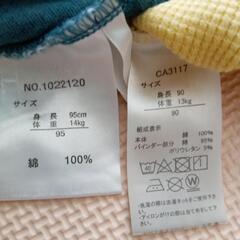 NO.1022120
サイズ
身長 95cm
体重 14kg
95
綿 100%
CA3117
サイズ
身長 90
体重 13kg
90
組成表示
綿 100%
本体 綿 95%
バインダー部分 ポリウレタン 5%